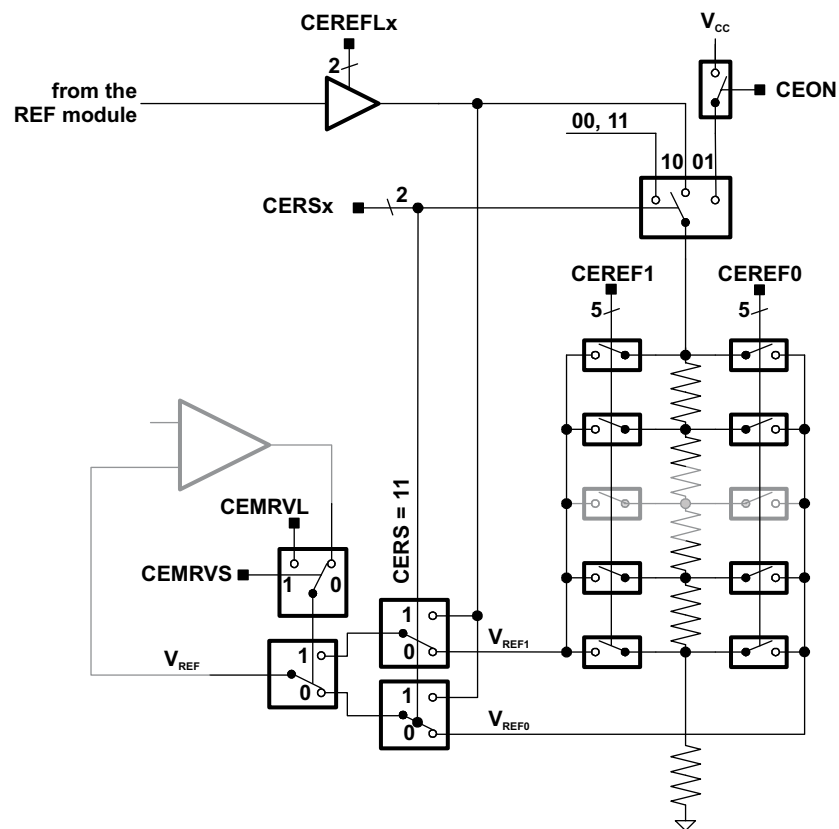 CEREFLx
V_CC
2
from the
REF module
CEON
00, 11
10 01
CERSx
2
CEREF1
CEREF0
5
5
CERS = 11
CEMRVL
CEMRVS
1
0
1
0
V_REF1
V_REF
1
0
1
0
V_REF0